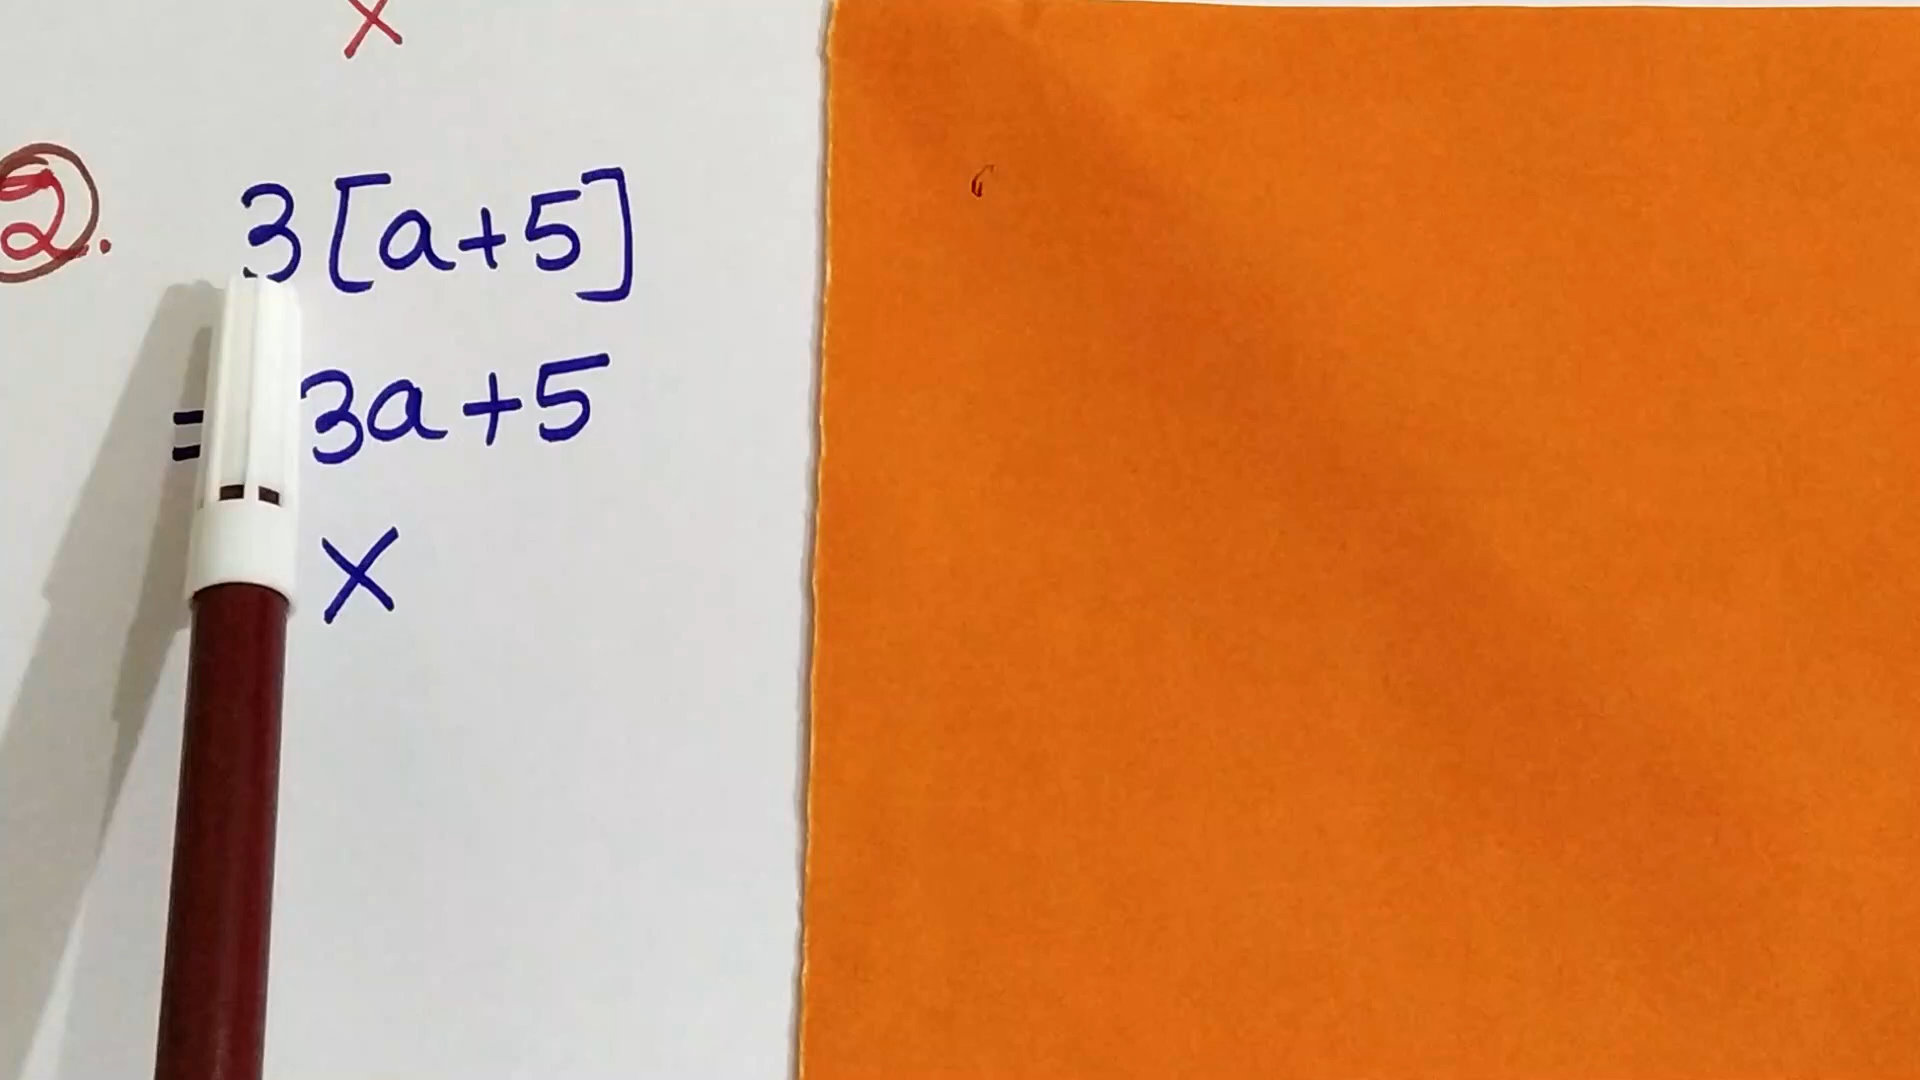 X
2. 3[a+5]
= 3a+5
X